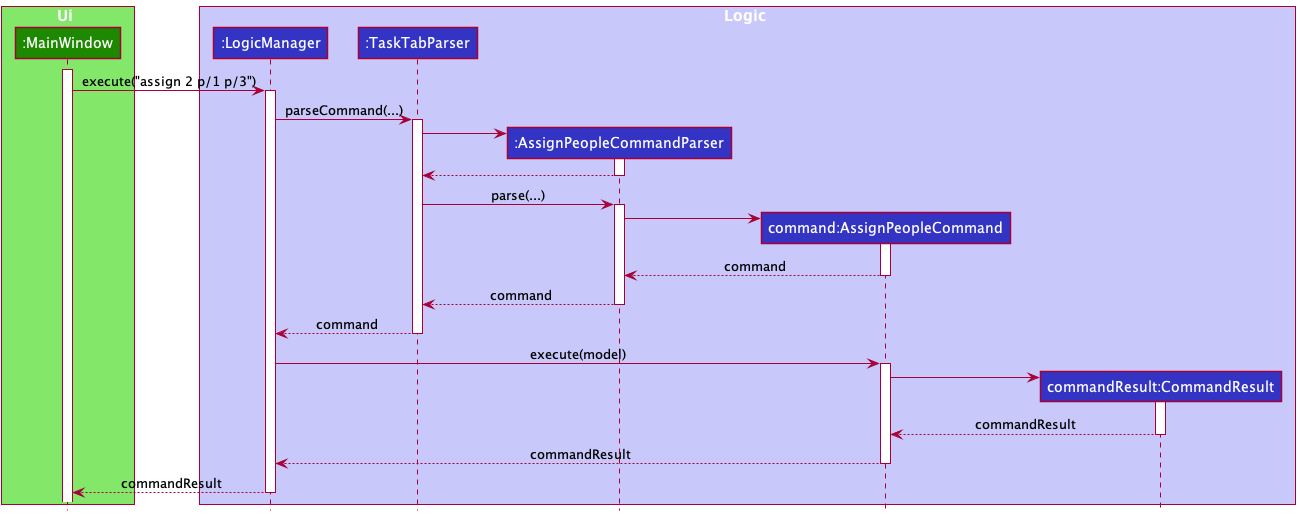 Ui
Logic
:MainWindow
:LogicManager
:TaskTabParser
execute("assign 2 p/1 p/3")
parseCommand(...)
:AssignPeopleCommandParser
parse(...)
command:AssignPeopleCommand
command
command
command
execute(model)
commandResult:CommandResult
commandResult
commandResult
commandResult